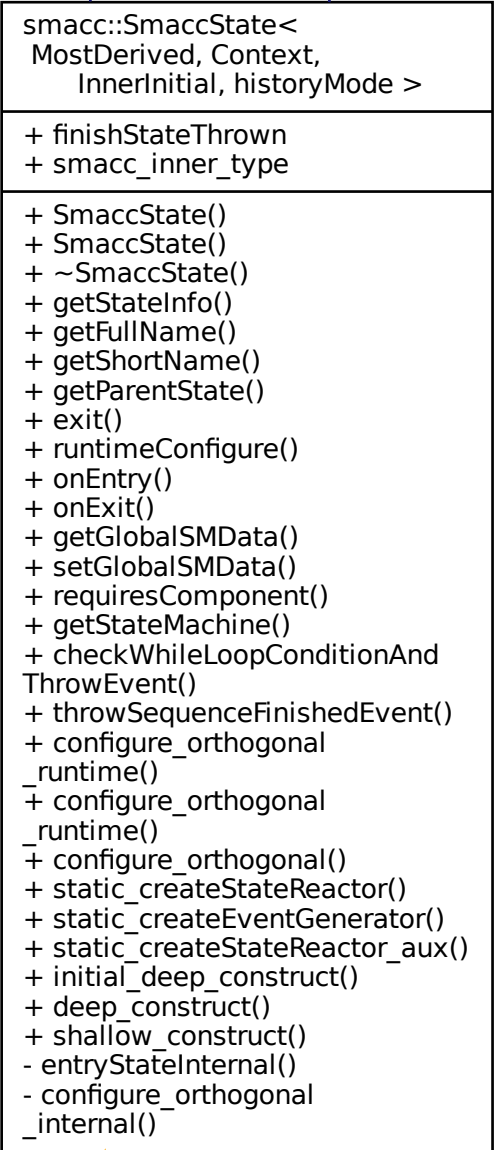 smacc::SmaccState<
MostDerived, Context,
InnerInitial, historyMode >
+ finishStateThrown
+ smacc_inner_type
+ SmaccState()
+ SmaccState()
+ ~SmaccState()
+ getStateInfo()
+ getFullName()
+ getShortName()
+ getParentState()
+ exit()
+ runtimeConfigure()
+ onEntry()
+ onExit()
+ getGlobalSMData()
+ setGlobalSMData()
+ requiresComponent()
+ getStateMachine()
+ checkWhileLoopConditionAnd
ThrowEvent()
+ throwSequenceFinishedEvent()
+ configure_orthogonal
_runtime()
+ configure_orthogonal
_runtime()
+ configure_orthogonal()
+ static_createStateReactor()
+ static_createEventGenerator()
+ static_createStateReactor_aux()
+ initial_deep_construct()
+ deep_construct()
+ shallow_construct()
- entryStateInternal()
- configure_orthogonal
_internal()